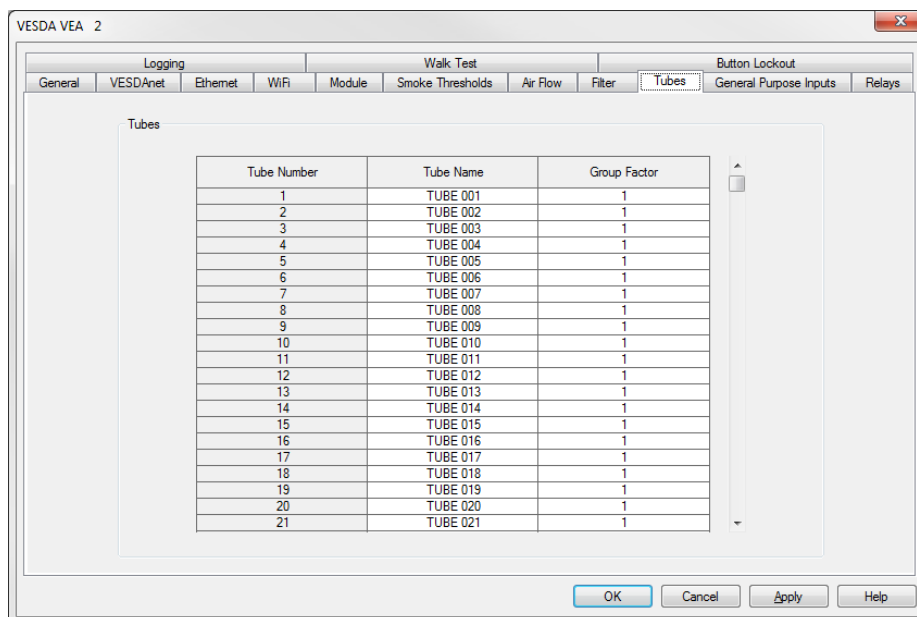 VESDA VEA   2
Logging Walk Test Button Lockout
General VESDAnet Ethernet WiFi Module Smoke Thresholds Air Flow Filter Tubes General Purpose Inputs Relays
Tubes
Tube Number Tube Name Group Factor
1 TUBE 001 1
2 TUBE 002 1
3 TUBE 003 1
4 TUBE 004 1
5 TUBE 005 1
6 TUBE 006 1
7 TUBE 007 1
8 TUBE 008 1
9 TUBE 009 1
10 TUBE 010 1
11 TUBE 011 1
12 TUBE 012 1
13 TUBE 013 1
14 TUBE 014 1
15 TUBE 015 1
16 TUBE 016 1
17 TUBE 017 1
18 TUBE 018 1
19 TUBE 019 1
20 TUBE 020 1
21 TUBE 021 1
OK Cancel Apply Help